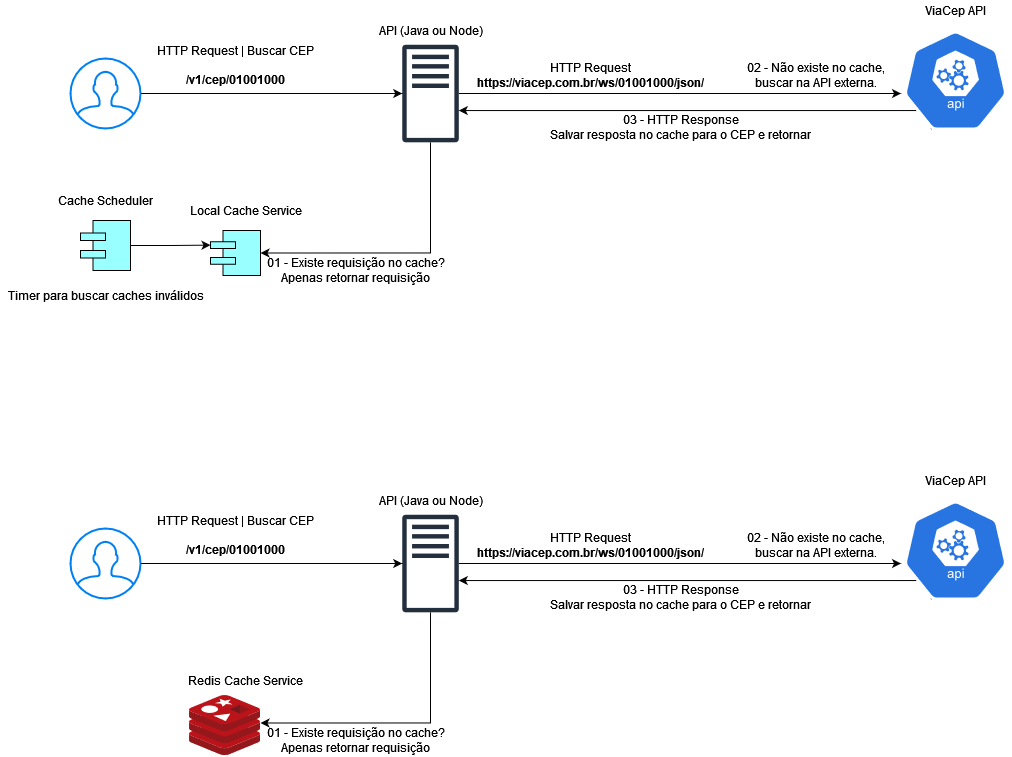 ViaCep API
API (Java ou Node)
HTTP Request | Buscar CEP
/v1/cep/01001000
HTTP Request
https://viacep.com.br/ws/01001000/json/
02 - Não existe no cache,
buscar na API externa.
api
03 - HTTP Response
Salvar resposta no cache para o CEP e retornar
Cache Scheduler
Local Cache Service
01 - Existe requisição no cache?
Apenas retornar requisição
Timer para buscar caches inválidos
ViaCep API
API (Java ou Node)
HTTP Request | Buscar CEP
/v1/cep/01001000
HTTP Request
https://viacep.com.br/ws/01001000/json/
02 - Não existe no cache,
buscar na API externa.
api
03 - HTTP Response
Salvar resposta no cache para o CEP e retornar
Redis Cache Service
01 - Existe requisição no cache?
Apenas retornar requisição